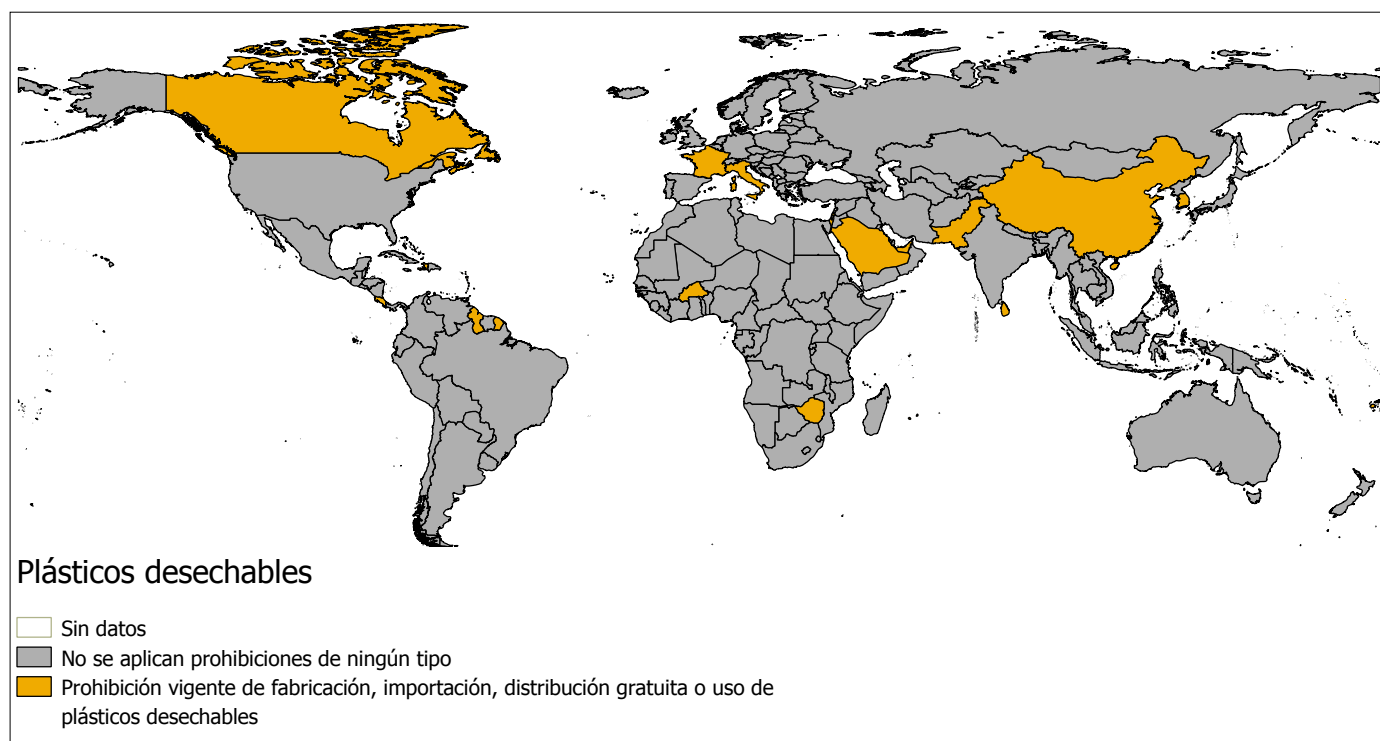 Plásticos desechables
Sin datos
No se aplican prohibiciones de ningún tipo
Prohibición vigente de fabricación, importación, distribución gratuita o uso de
plásticos desechables